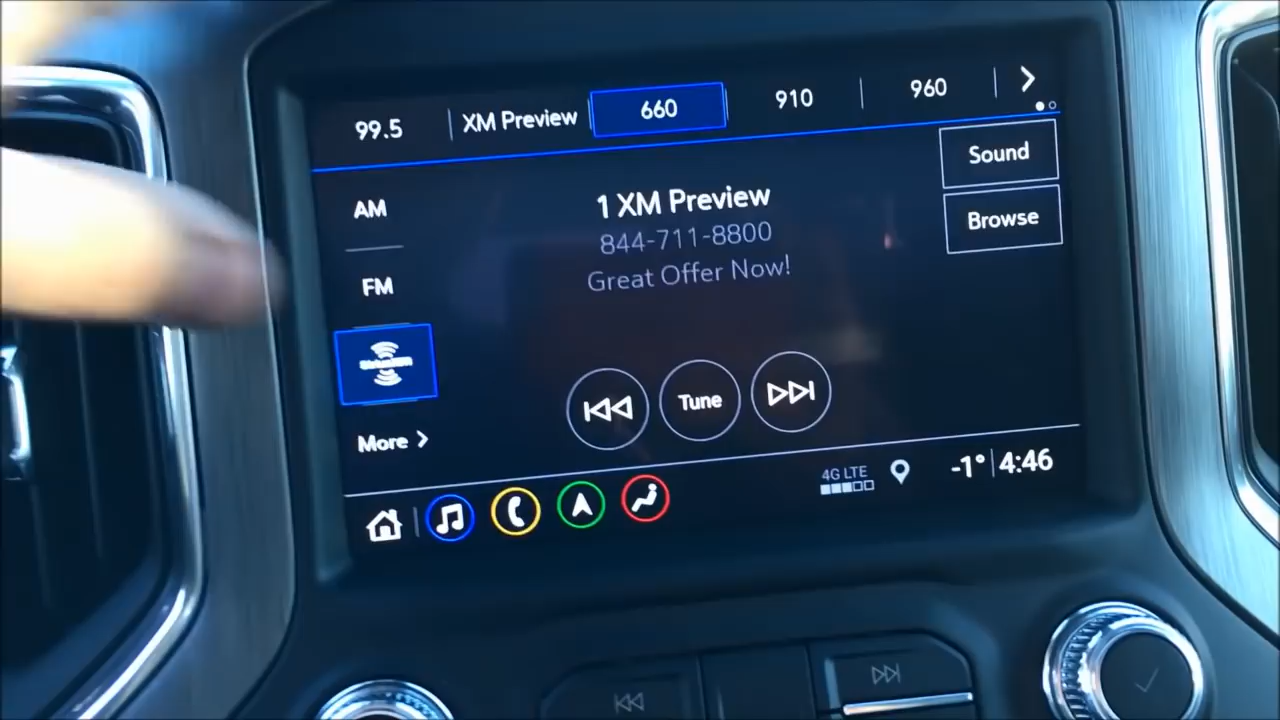 99.5
XM Preview
660
910
960
AM
FM
SiriusXM
More
1 XM Preview
844-711-8800
Great Offer Now!
Sound
Browse
Tune
4G LTE
-1°
4:46